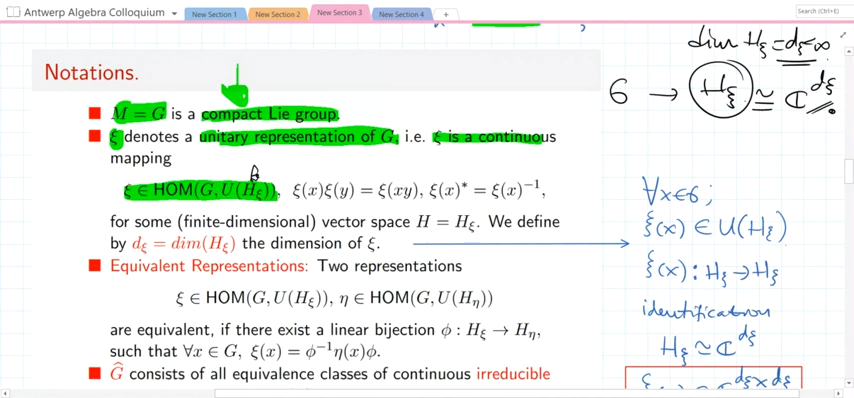 Antwerp Algebra Colloquium
New Section 1
New Section 2
New Section 3
New Section 4
+
Search (Ctrl+E)
Notations.
M = G is a compact Lie group.
ξ denotes a unitary representation of G, i.e. ξ is a continuous
mapping
ξ ∈ HOM(G, U(H_ξ)), ξ(x)ξ(y) = ξ(xy), ξ(x)* = ξ(x)⁻¹,
for some (finite-dimensional) vector space H = H_ξ. We define
by d_ξ = dim(H_ξ) the dimension of ξ.
Equivalent Representations: Two representations
ξ ∈ HOM(G, U(H_ξ)), η ∈ HOM(G, U(H_η))
are equivalent, if there exist a linear bijection ϕ : H_ξ → H_η,
such that ∀x ∈ G, ξ(x) = ϕ⁻¹η(x)ϕ.
Ĝ consists of all equivalence classes of continuous irreducible
dim H_ξ = d_ξ < ∞
G → H_ξ ≅ ℂ^{d_ξ}
∀x∈G;
ξ(x) ∈ U(H_ξ)
ξ(x) : H_ξ → H_ξ
identification
H_ξ ≃ ℂ^{d_ξ}